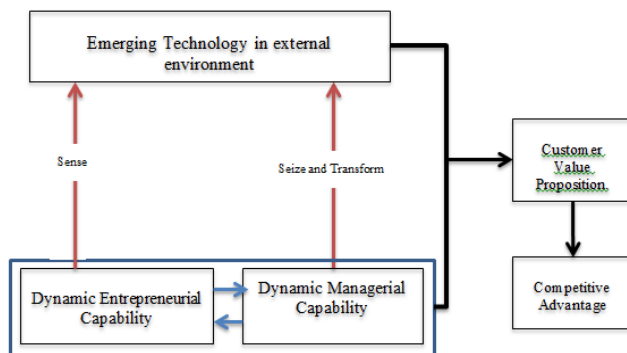 Emerging Technology in external
environment
Sense
Seize and Transform
Customer
Value
Proposition.
Dynamic Entrepreneurial
Capability
Dynamic Managerial
Capability
Competitive
Advantage